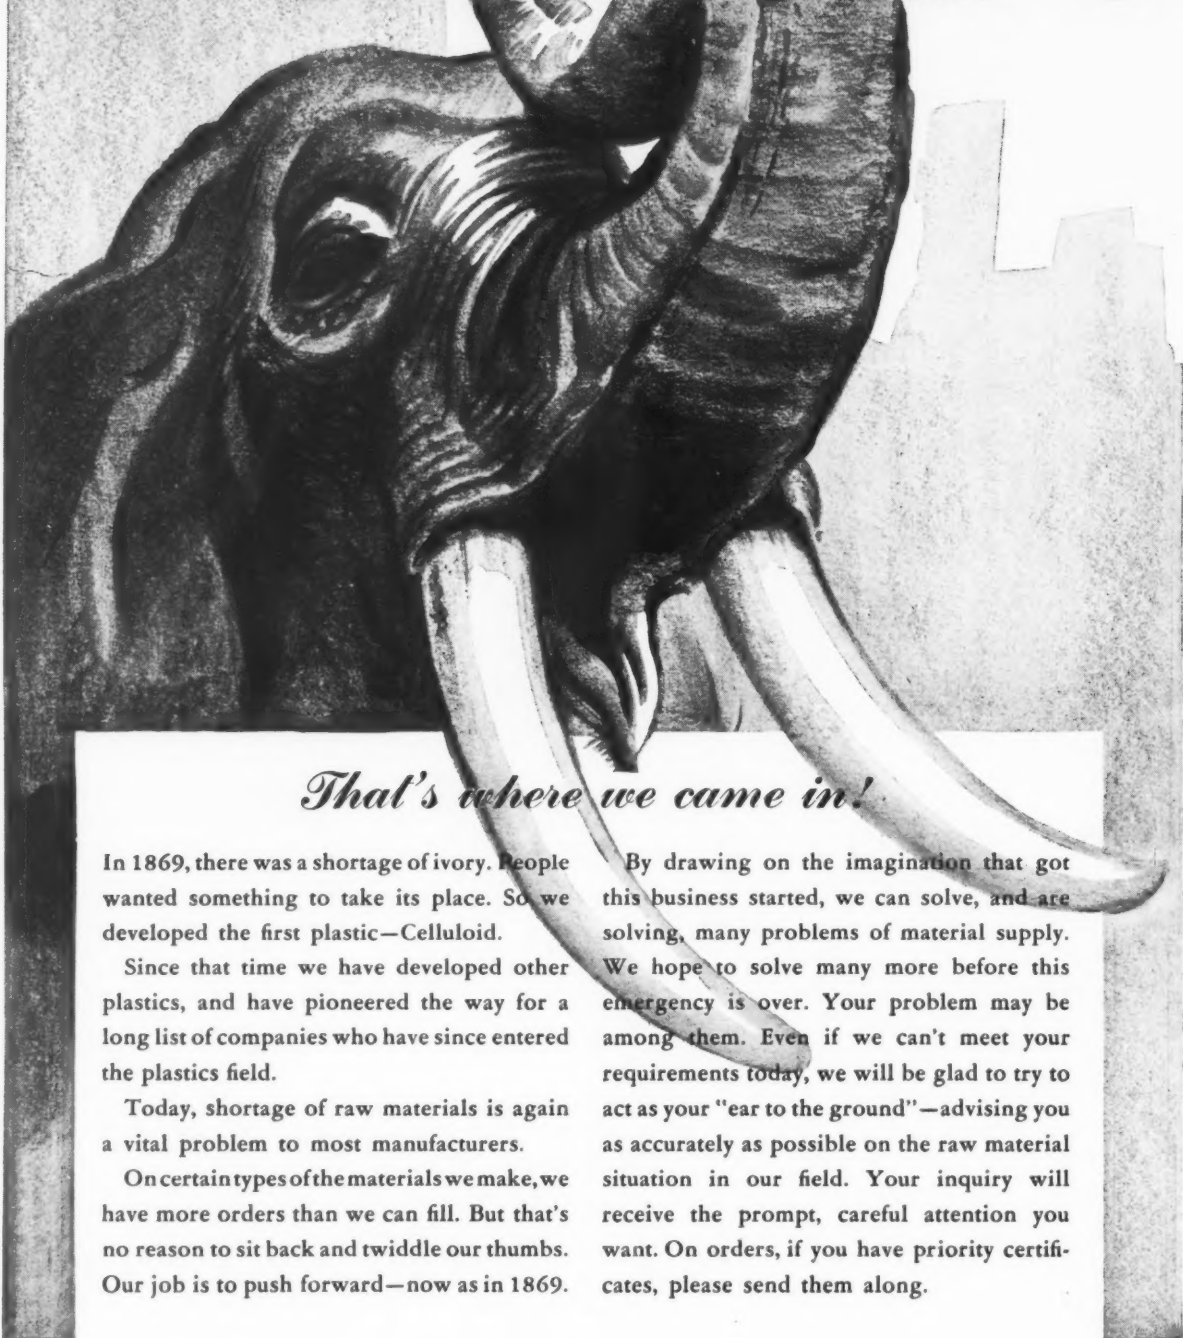 That's where we came in!
In 1869, there was a shortage of ivory. People
wanted something to take its place. So we
developed the first plastic—Celluloid.
Since that time we have developed other
plastics, and have pioneered the way for a
long list of companies who have since entered
the plastics field.
Today, shortage of raw materials is again
a vital problem to most manufacturers.
On certain types of the materials we make, we
have more orders than we can fill. But that's
no reason to sit back and twiddle our thumbs.
Our job is to push forward—now as in 1869.
By drawing on the imagination that got
this business started, we can solve, and are
solving, many problems of material supply.
We hope to solve many more before this
emergency is over. Your problem may be
among them. Even if we can't meet your
requirements today, we will be glad to try to
act as your "ear to the ground"—advising you
as accurately as possible on the raw material
situation in our field. Your inquiry will
receive the prompt, careful attention you
want. On orders, if you have priority certifi-
cates, please send them along.